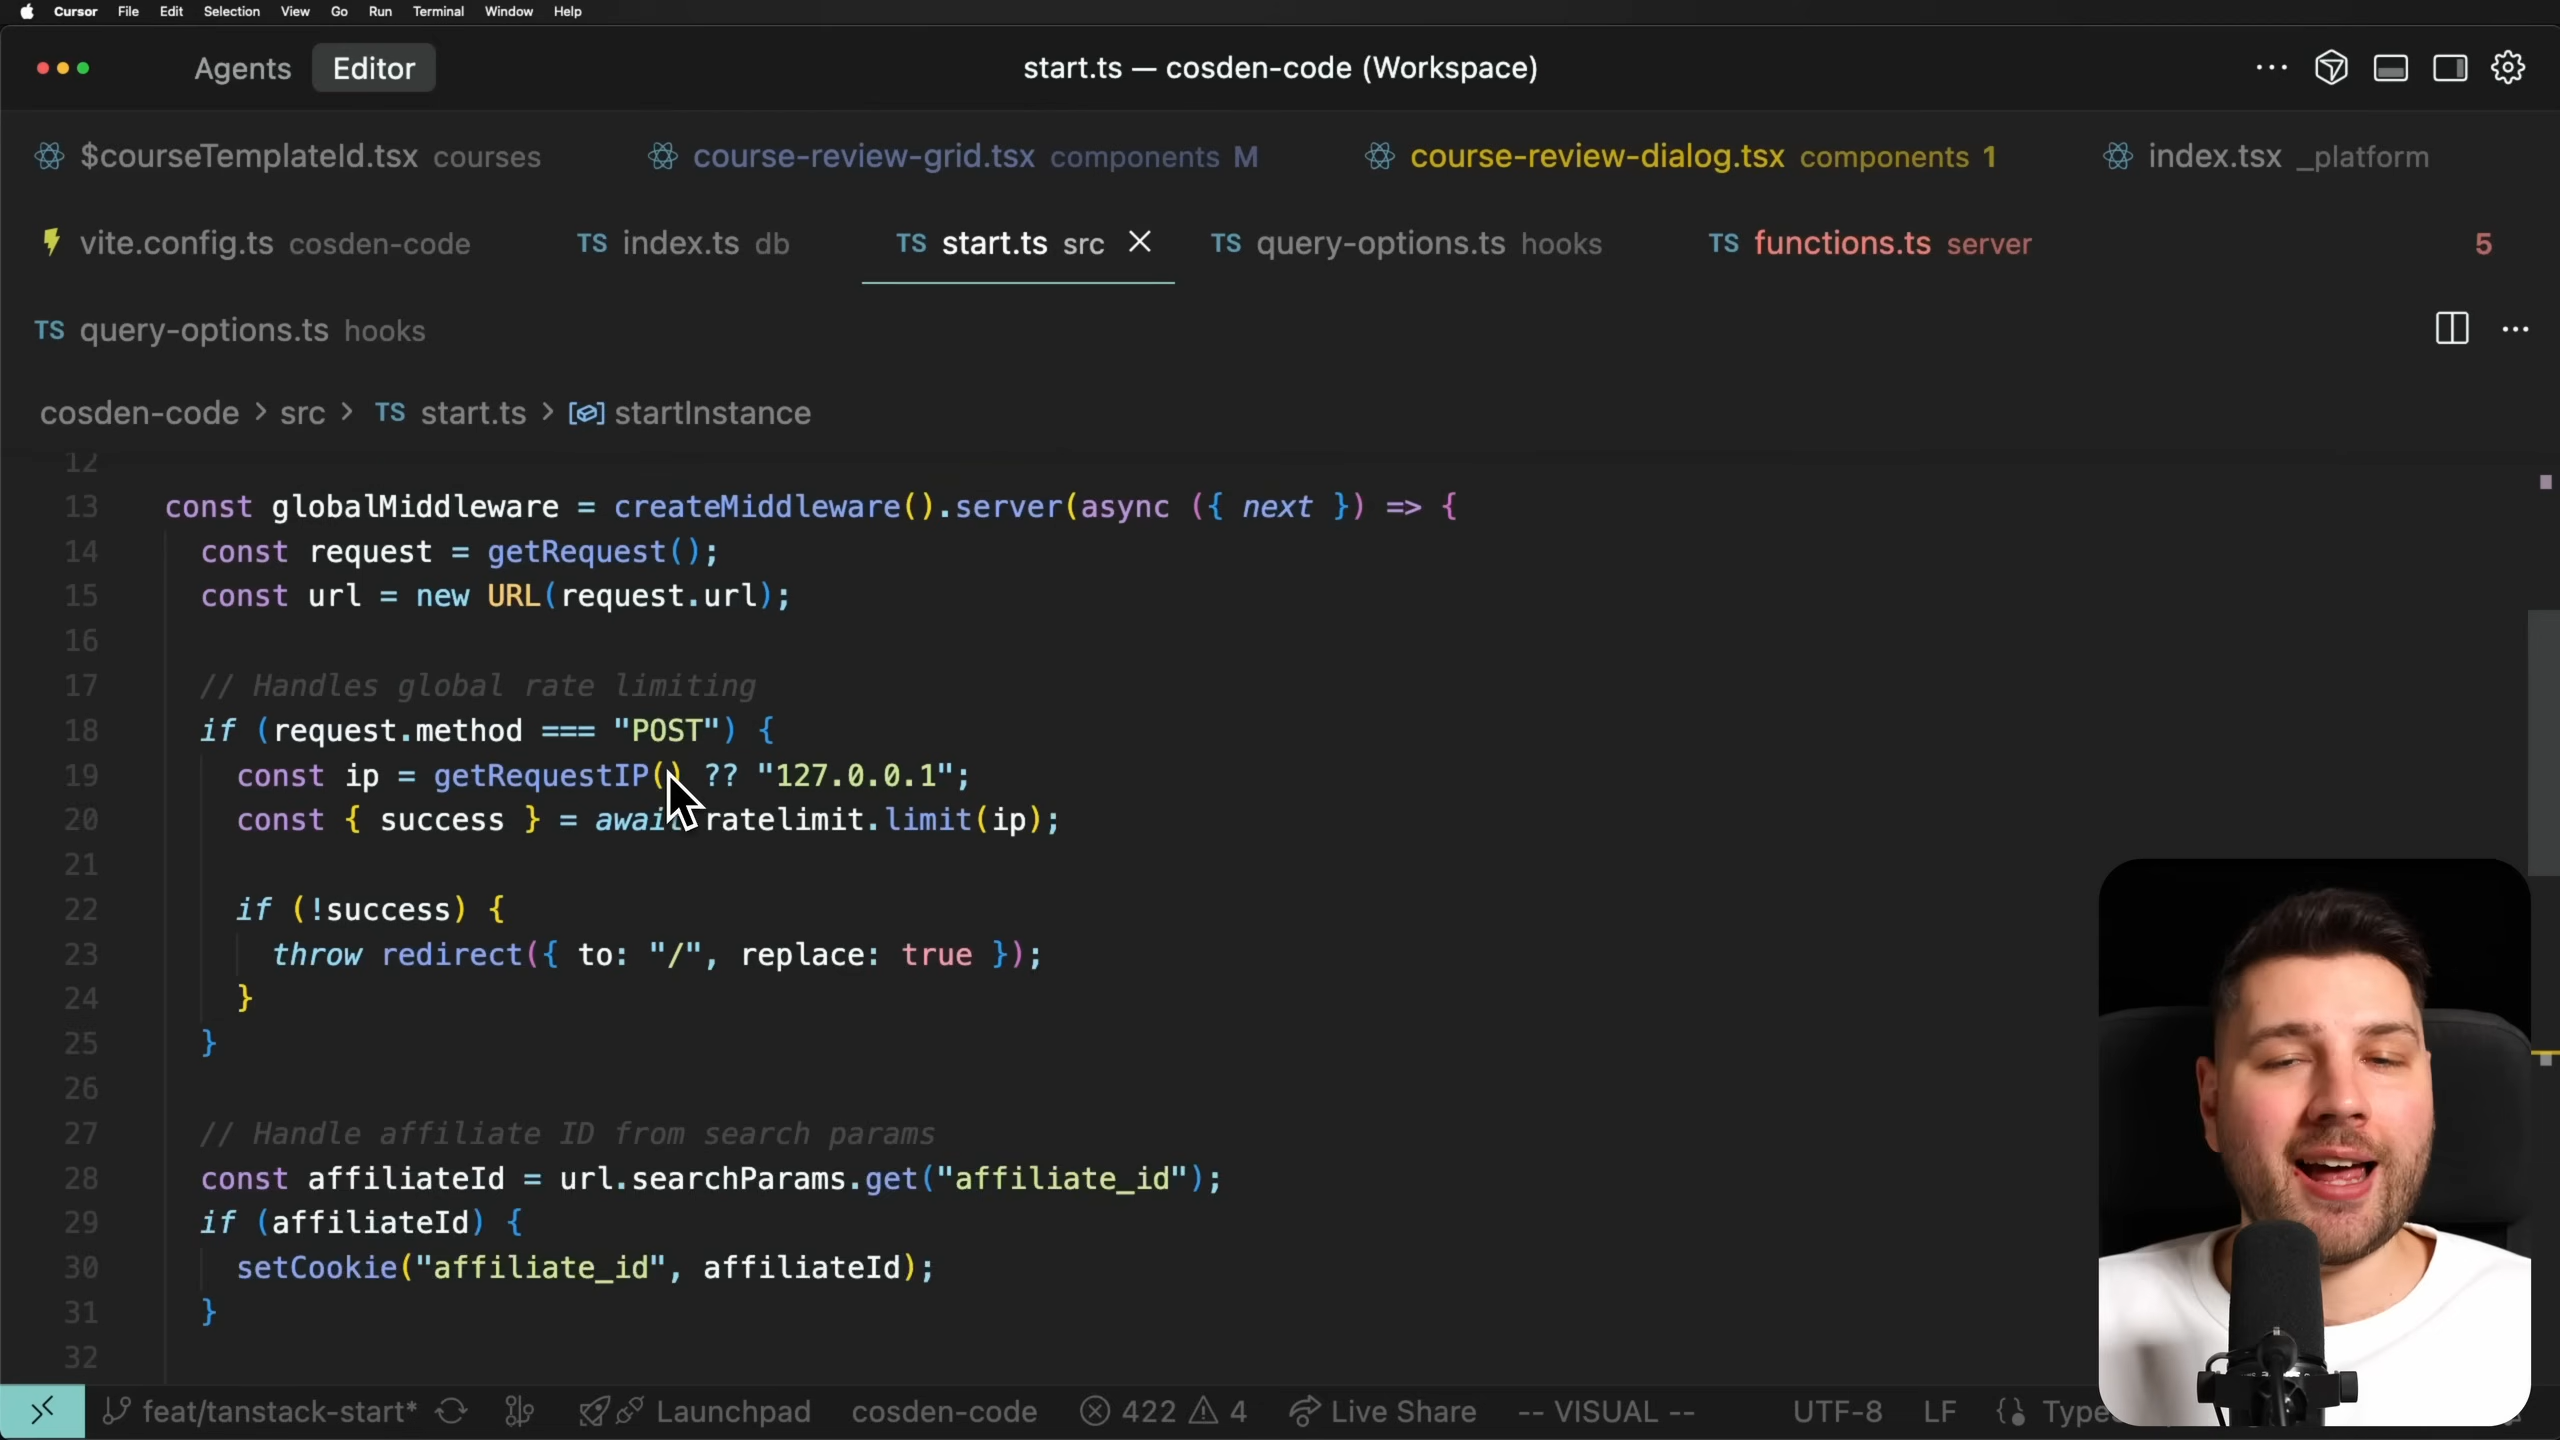 Cursor File Edit Selection View Go Run Terminal Window Help
Agents Editor start.ts — cosden-code (Workspace)
$courseTemplateId.tsx courses course-review-grid.tsx components M course-review-dialog.tsx components 1 index.tsx _platform
vite.config.ts cosden-code TS index.ts db TS start.ts src TS query-options.ts hooks TS functions.ts server 5
TS query-options.ts hooks
cosden-code > src > TS start.ts > startInstance
12
13 const globalMiddleware = createMiddleware().server(async ({ next }) => {
14 const request = getRequest();
15 const url = new URL(request.url);
16
17 // Handles global rate limiting
18 if (request.method === "POST") {
19 const ip = getRequestIP() ?? "127.0.0.1";
20 const { success } = await ratelimit.limit(ip);
21
22 if (!success) {
23 throw redirect({ to: "/", replace: true });
24 }
25 }
26
27 // Handle affiliate ID from search params
28 const affiliateId = url.searchParams.get("affiliate_id");
29 if (affiliateId) {
30 setCookie("affiliate_id", affiliateId);
31 }
32
feat/tanstack-start* Launchpad cosden-code 422 4 Live Share -- VISUAL -- UTF-8 LF